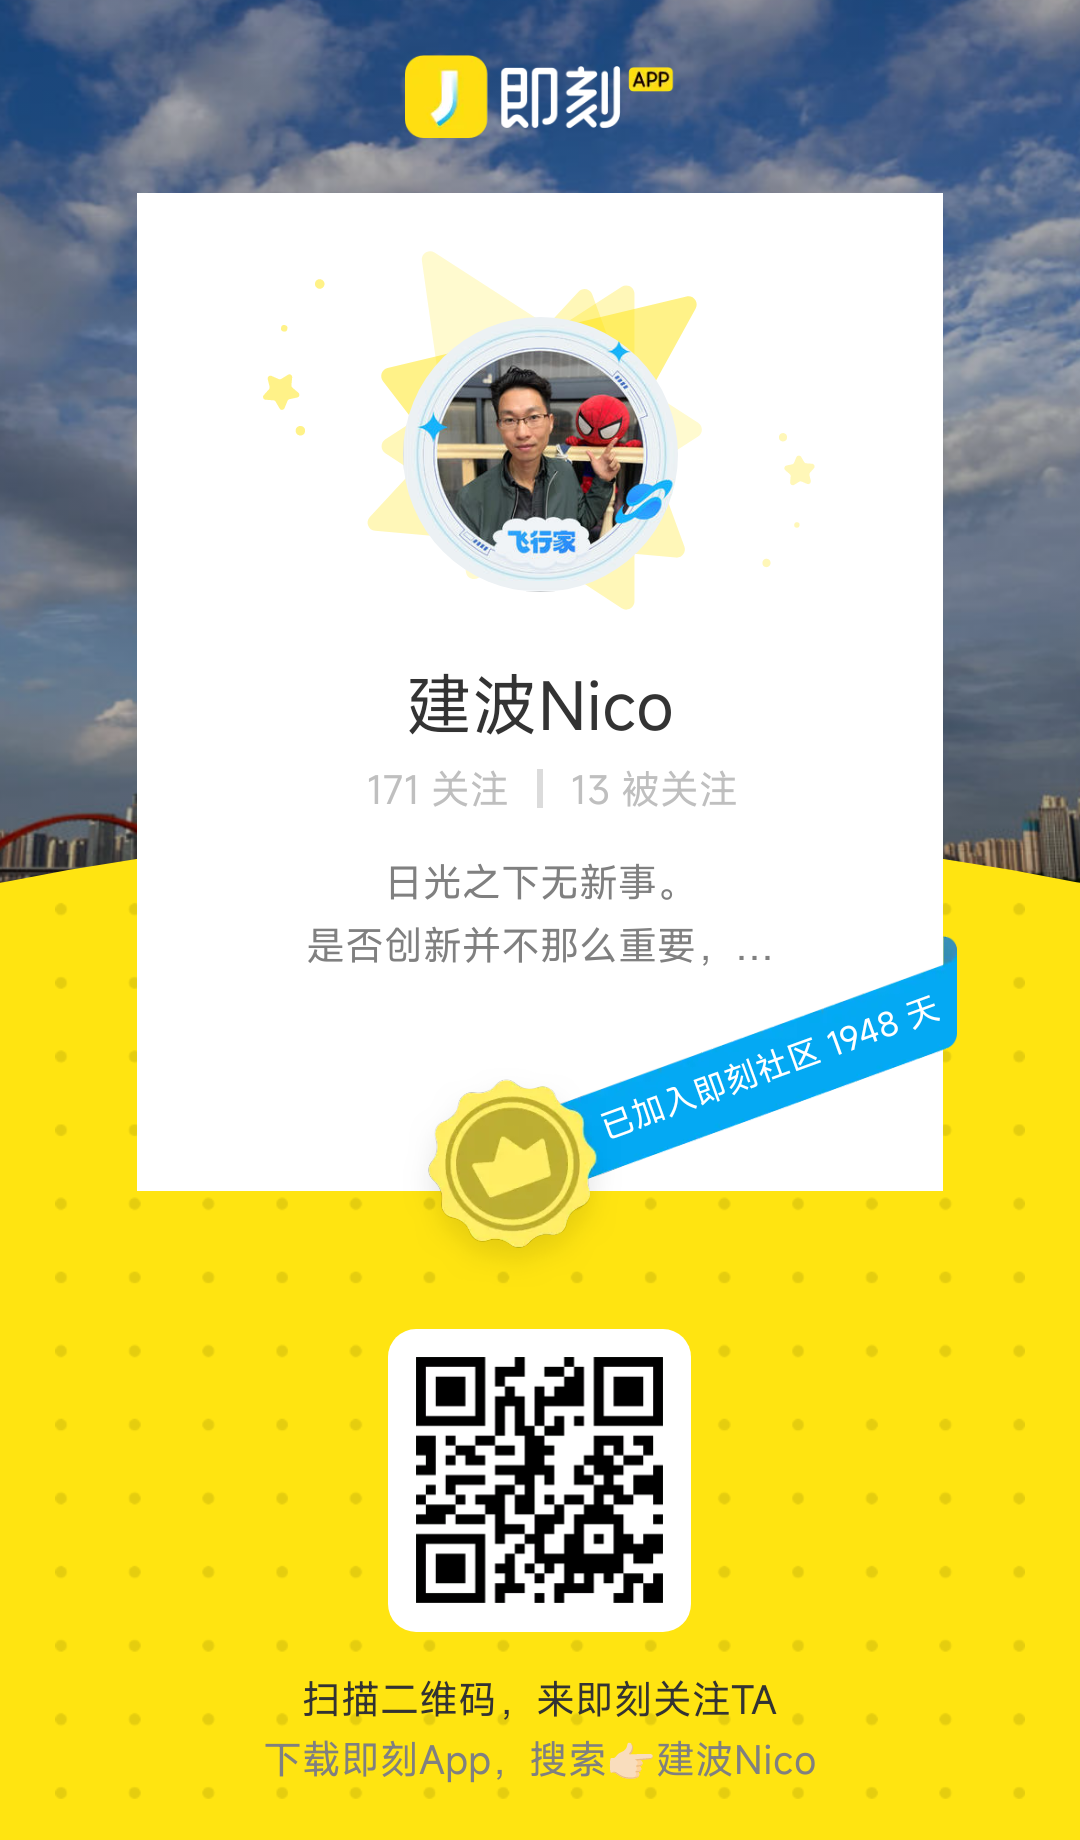 即刻APP
飞行家
建波Nico
171 关注 | 13 被关注
日光之下无新事。
是否创新并不那么重要，...
已加入即刻社区 1948 天
扫描二维码，来即刻关注TA
下载即刻App，搜索👉🏻建波Nico